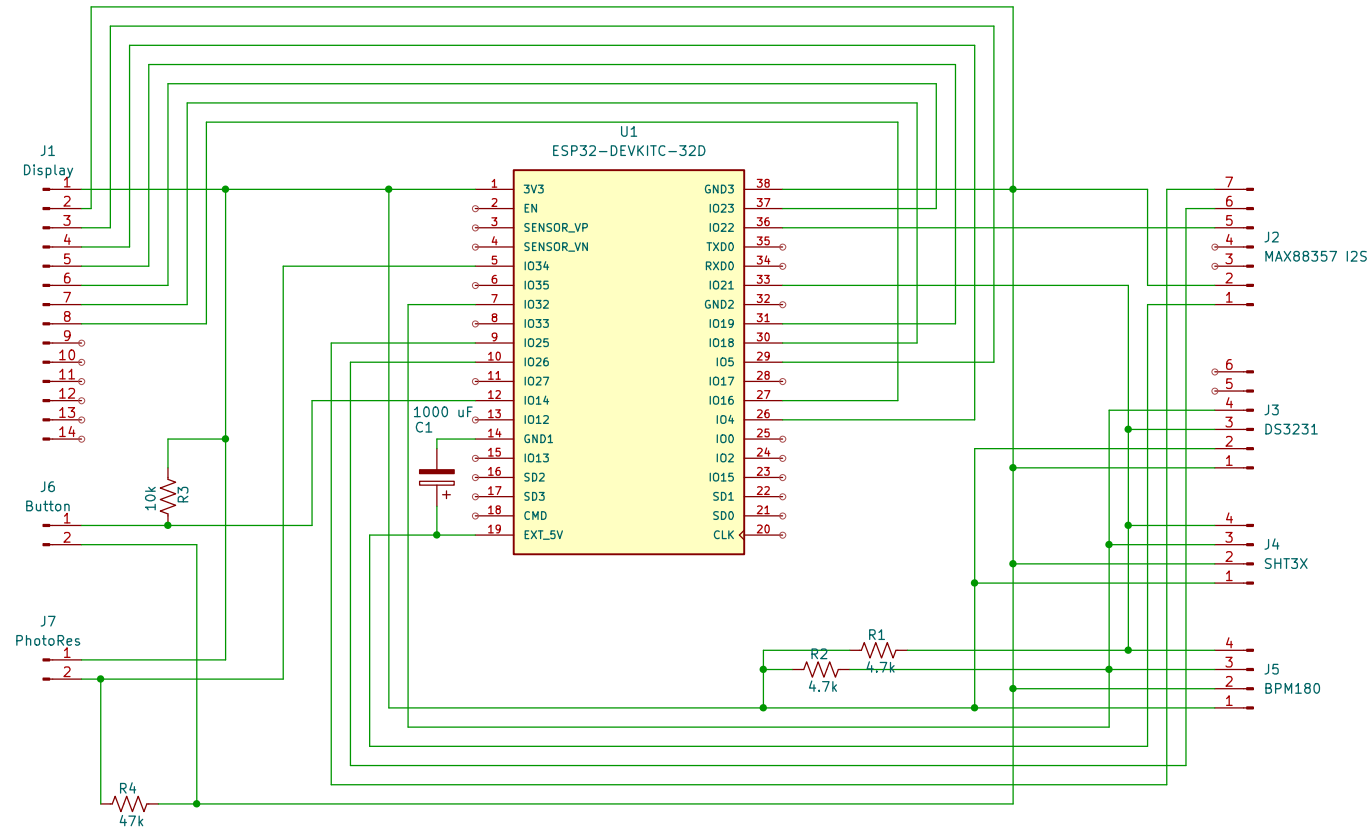 U1
ESP32-DEVKITC-32D
J1
Display
1
2
3
4
5
6
7
8
9
10
11
12
13
14
1 3V3
2 EN
3 SENSOR_VP
4 SENSOR_VN
5 IO34
6 IO35
7 IO32
8 IO33
9 IO25
10 IO26
11 IO27
12 IO14
13 IO12
14 GND1
15 IO13
16 SD2
17 SD3
18 CMD
19 EXT_5V
GND3 38
IO23 37
IO22 36
TXD0 35
RXD0 34
IO21 33
GND2 32
IO19 31
IO18 30
IO5 29
IO17 28
IO16 27
IO4 26
IO0 25
IO2 24
IO15 23
SD1 22
SD0 21
CLK 20
7
6
5
4
3
2
1
J2
MAX88357 I2S
6
5
4
3
2
1
J3
DS3231
1000 uF
C1
+
10k
R3
J6
Button
1
2
4
3
2
1
J4
SHT3X
J7
PhotoRes
1
2
R1
4.7k
R2
4.7k
4
3
2
1
J5
BPM180
R4
47k